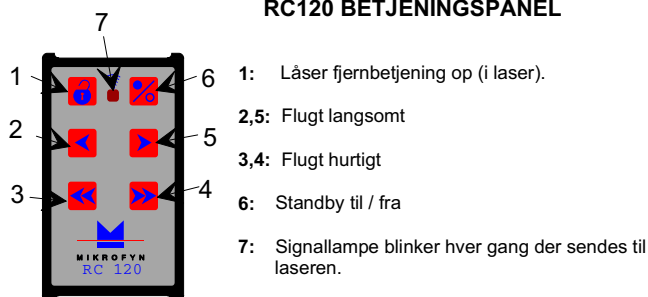 RC120 BETJENINGSPANEL
7
1
6
2
5
3
4
MIKROFYN
RC 120
1: Låser fjernbetjening op (i laser).
2,5: Flugt langsomt
3,4: Flugt hurtigt
6: Standby til / fra
7: Signallampe blinker hver gang der sendes til
laseren.